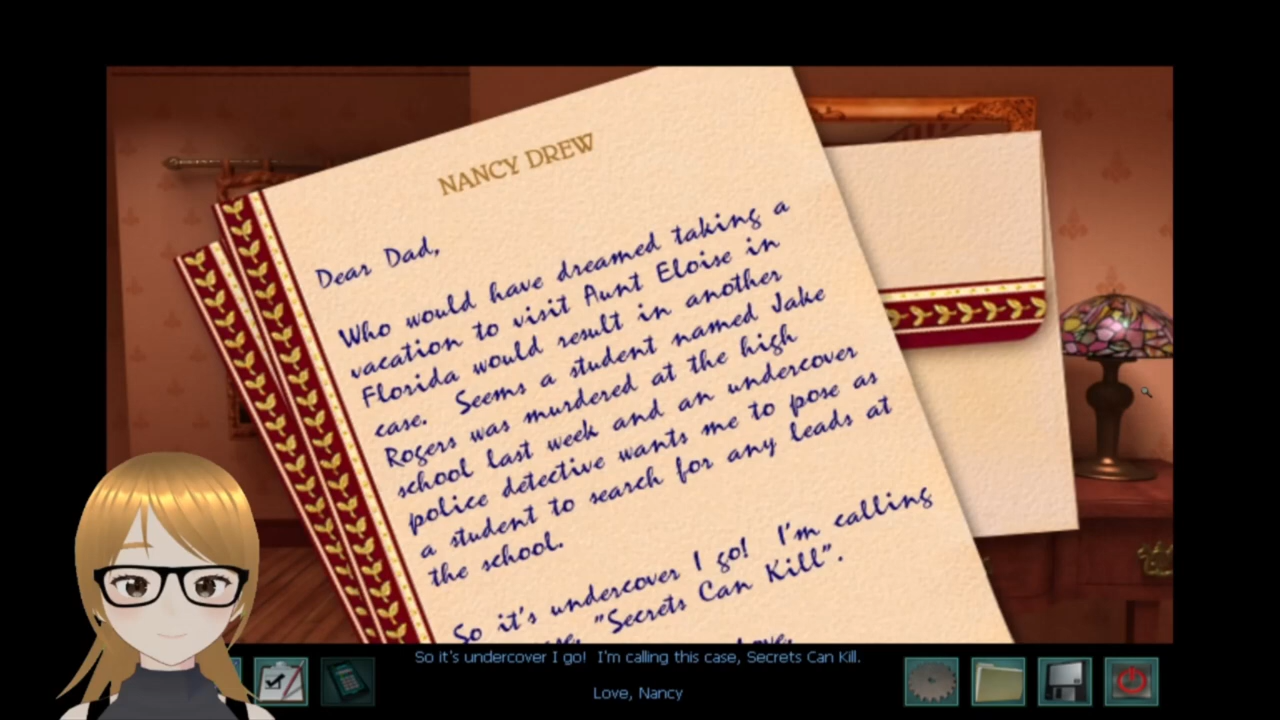 NANCY DREW
Dear Dad,
Who would have dreamed taking a
vacation to visit Aunt Eloise in
Florida would result in another
case. Seems a student named Jake
Rogers was murdered at the high
school last week and an undercover
police detective wants me to pose as
a student to search for any leads at
the school.
So it's undercover I go! I'm calling
"Secrets Can Kill".
So it's undercover I go! I'm calling this case, Secrets Can Kill.
Love, Nancy